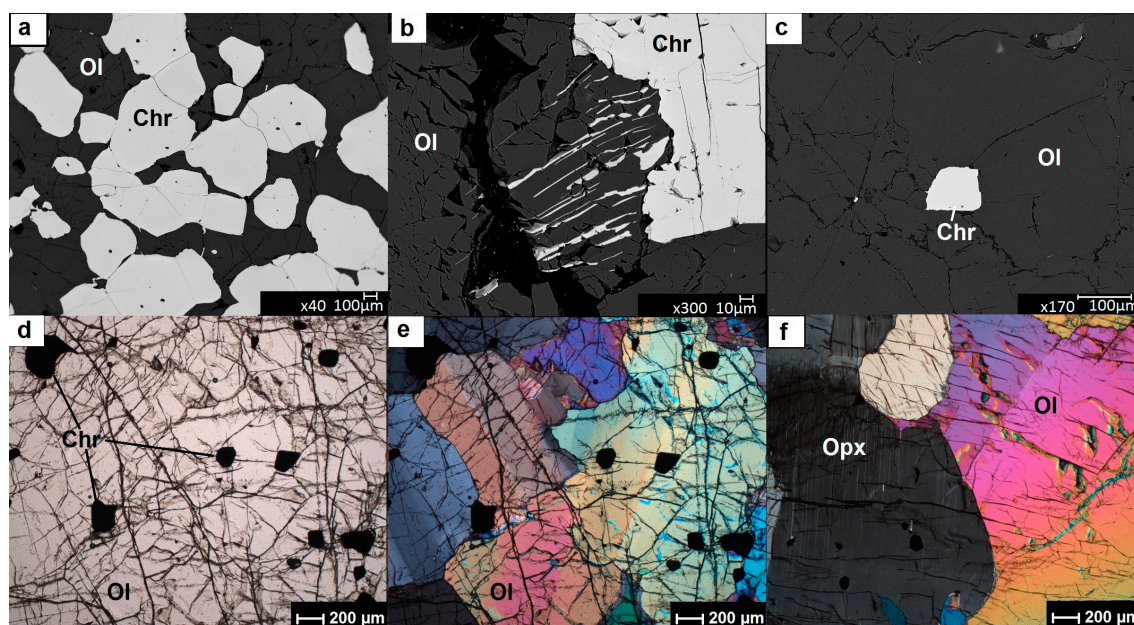 a
Ol
Chr
x40 100µm
b
Chr
Ol
x300 10µm
c
Ol
Chr
x170 100µm
d
Chr
Ol
200 µm
e
Ol
200 µm
f
Ol
Opx
200 µm